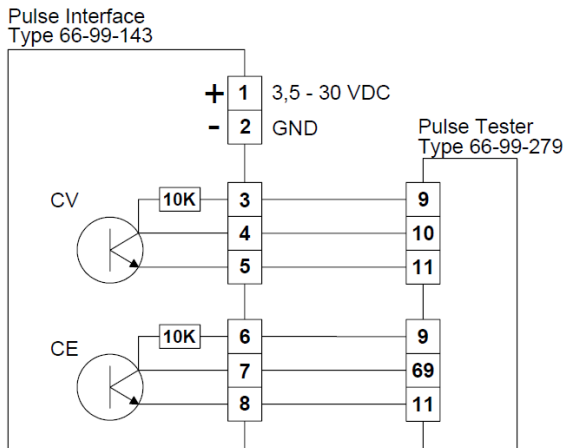 Pulse Interface
Type 66-99-143
+ 1 3,5 - 30 VDC
- 2 GND
Pulse Tester
Type 66-99-279
CV
10K 3 9
4 10
5 11
CE
10K 6 9
7 69
8 11